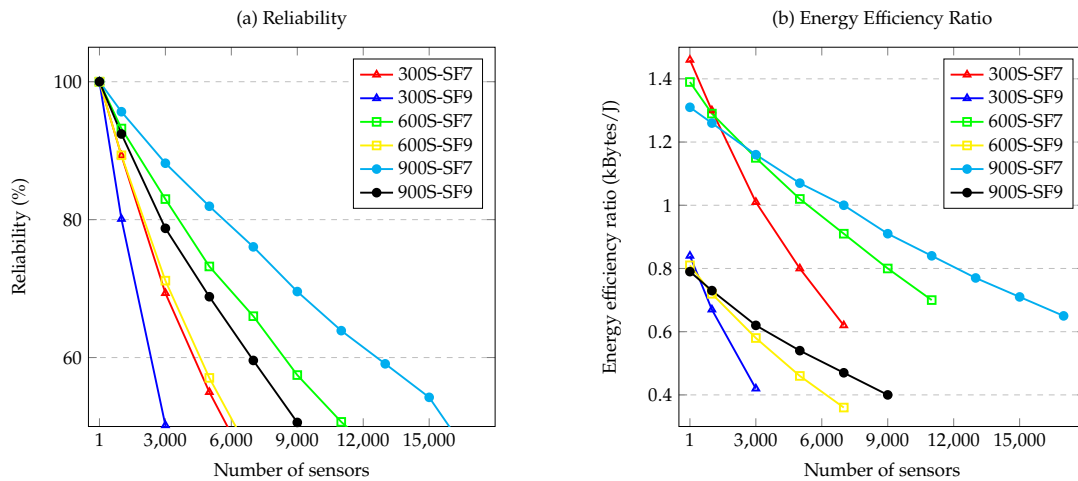 (a) Reliability
Reliability (%)
100
80
60
1
3,000
6,000
9,000
12,000
15,000
Number of sensors
300S-SF7
300S-SF9
600S-SF7
600S-SF9
900S-SF7
900S-SF9
(b) Energy Efficiency Ratio
Energy efficiency ratio (kBytes/J)
1.4
1.2
1
0.8
0.6
0.4
1
3,000
6,000
9,000
12,000
15,000
Number of sensors
300S-SF7
300S-SF9
600S-SF7
600S-SF9
900S-SF7
900S-SF9